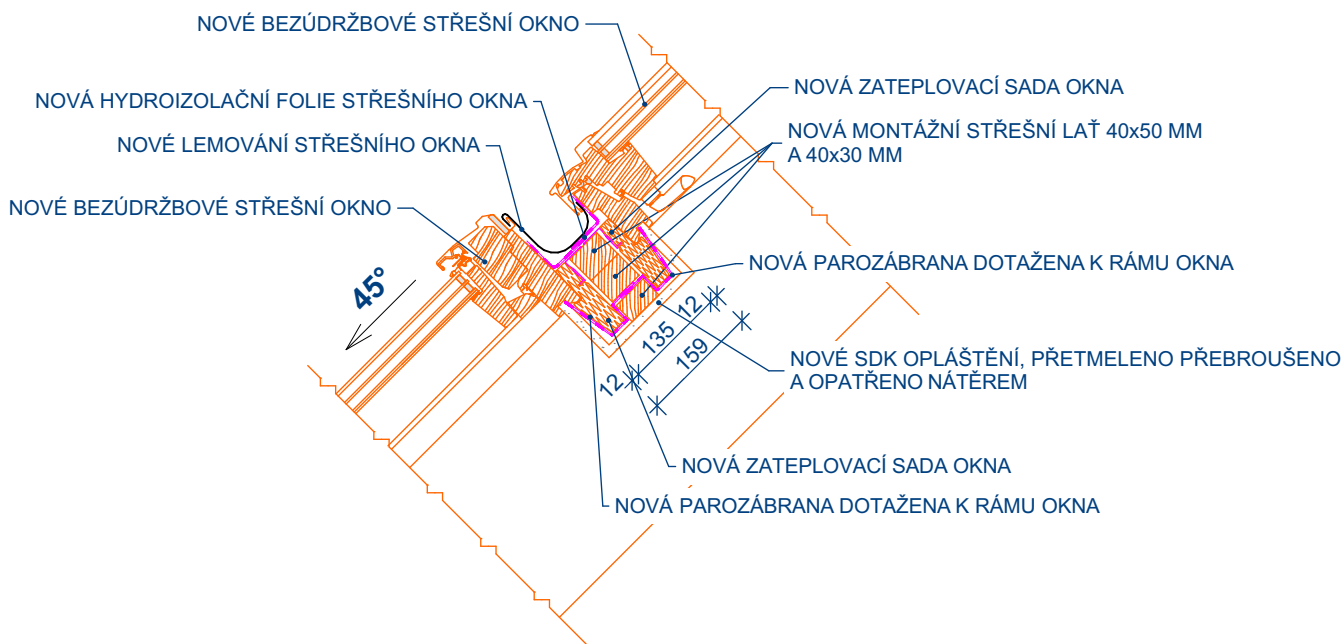 NOVÉ BEZÚDRŽBOVÉ STŘEŠNÍ OKNO
NOVÁ HYDROIZOLAČNÍ FOLIE STŘEŠNÍHO OKNA
NOVÉ LEMOVÁNÍ STŘEŠNÍHO OKNA
NOVÉ BEZÚDRŽBOVÉ STŘEŠNÍ OKNO
45°
NOVÁ ZATEPLOVACÍ SADA OKNA
NOVÁ MONTÁŽNÍ STŘEŠNÍ LAŤ 40x50 MM
A 40x30 MM
NOVÁ PAROZÁBRANA DOTAŽENA K RÁMU OKNA
12
135
12
159
NOVÉ SDK OPLÁŠTĚNÍ, PŘETMELENO PŘEBROUŠENO
A OPATŘENO NÁTĚREM
NOVÁ ZATEPLOVACÍ SADA OKNA
NOVÁ PAROZÁBRANA DOTAŽENA K RÁMU OKNA